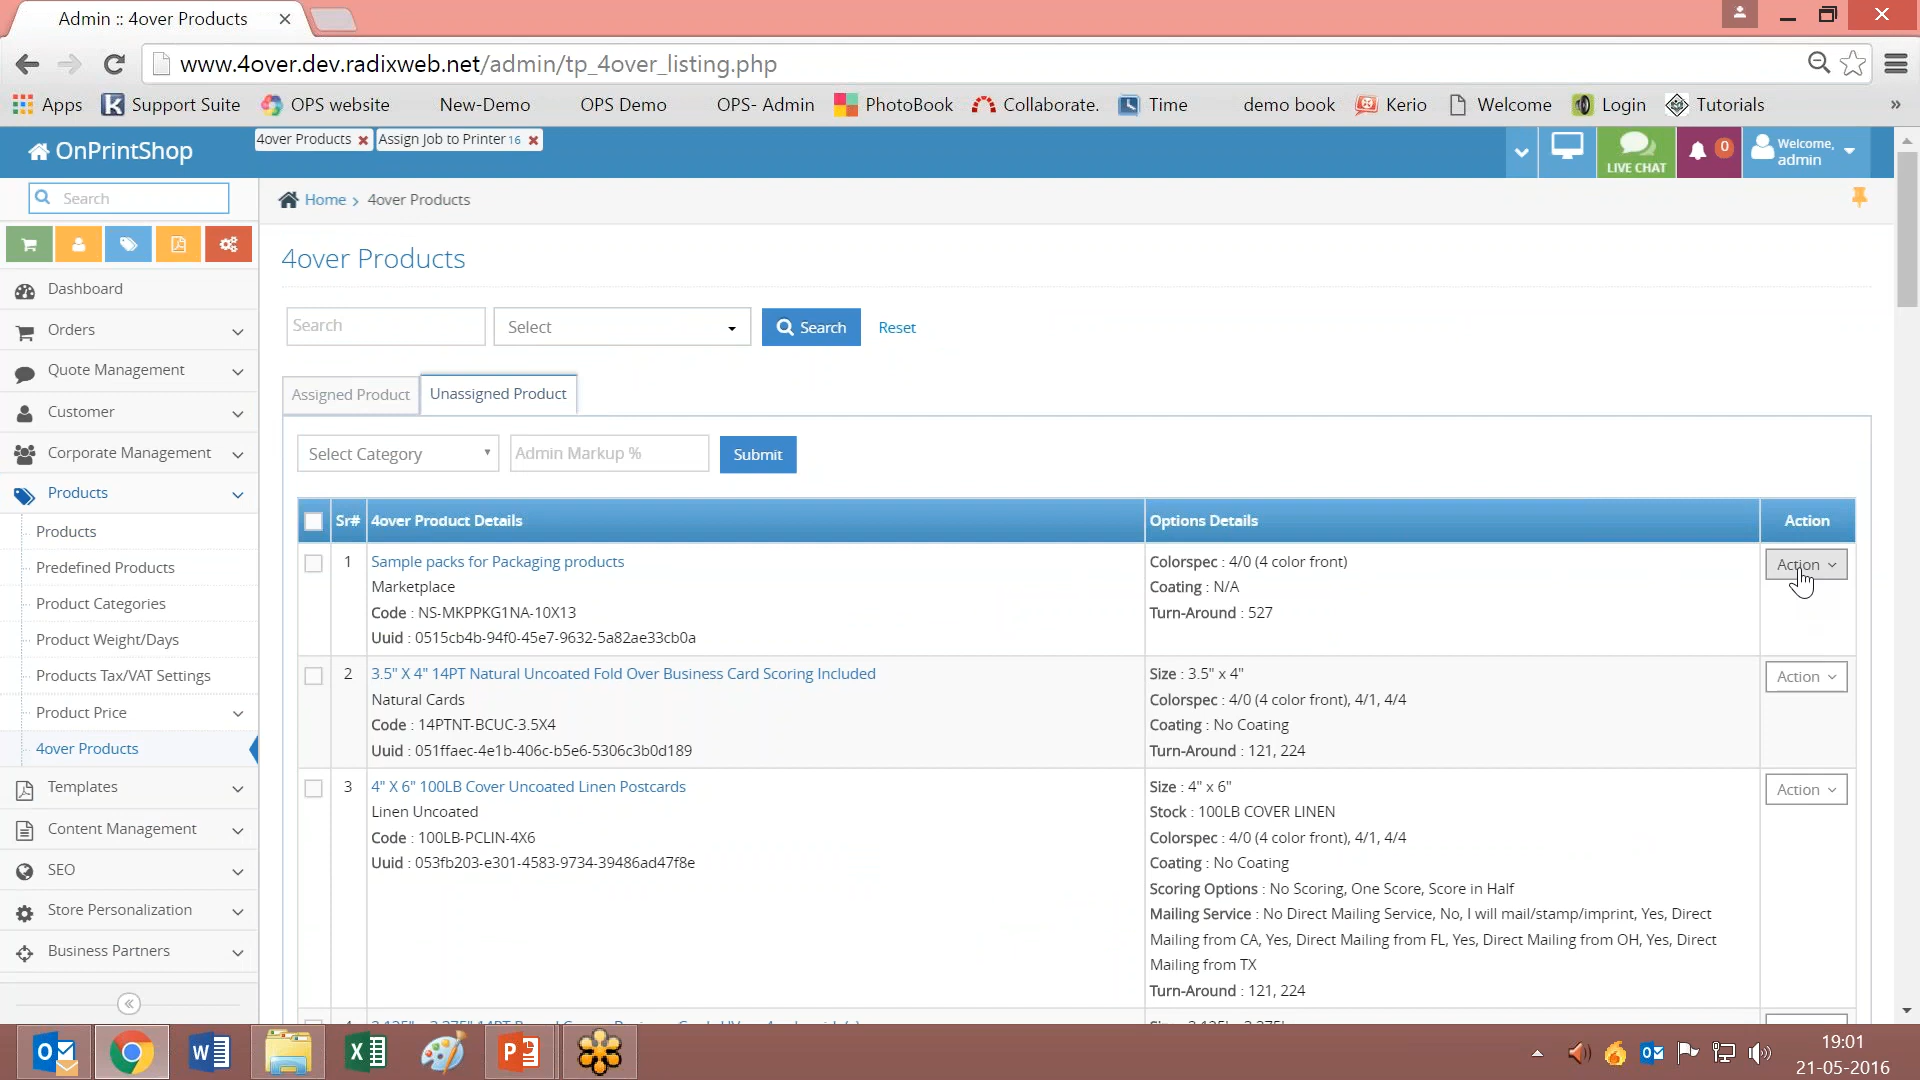 Admin :: 4over Products
www.4over.dev.radixweb.net/admin/tp_4over_listing.php
Apps Support Suite OPS website New-Demo OPS Demo OPS- Admin PhotoBook Collaborate. Time demo book Kerio Welcome Login Tutorials »
OnPrintShop
4over Products Assign Job to Printer 16
LIVE CHAT
0
Welcome,
admin
Search
Home > 4over Products
4over Products
Search
Select
Search
Reset
Assigned Product
Unassigned Product
Select Category
Admin Markup %
Submit
Dashboard
Orders
Quote Management
Customer
Corporate Management
Products
Products
Predefined Products
Product Categories
Product Weight/Days
Products Tax/VAT Settings
Product Price
4over Products
Templates
Content Management
SEO
Store Personalization
Business Partners
Sr# 4over Product Details Options Details Action
1
Sample packs for Packaging products
Marketplace
Code : NS-MKPPKG1NA-10X13
Uuid : 0515cb4b-94f0-45e7-9632-5a82ae33cb0a
Colorspec : 4/0 (4 color front)
Coating : N/A
Turn-Around : 527
Action
2
3.5" X 4" 14PT Natural Uncoated Fold Over Business Card Scoring Included
Natural Cards
Code : 14PTNT-BCUC-3.5X4
Uuid : 051ffaec-4e1b-406c-b5e6-5306c3b0d189
Size : 3.5" x 4"
Colorspec : 4/0 (4 color front), 4/1, 4/4
Coating : No Coating
Turn-Around : 121, 224
Action
3
4" X 6" 100LB Cover Uncoated Linen Postcards
Linen Uncoated
Code : 100LB-PCLIN-4X6
Uuid : 053fb203-e301-4583-9734-39486ad47f8e
Size : 4" x 6"
Stock : 100LB COVER LINEN
Colorspec : 4/0 (4 color front), 4/1, 4/4
Coating : No Coating
Scoring Options : No Scoring, One Score, Score in Half
Mailing Service : No Direct Mailing Service, No, I will mail/stamp/imprint, Yes, Direct
Mailing from CA, Yes, Direct Mailing from FL, Yes, Direct Mailing from OH, Yes, Direct
Mailing from TX
Turn-Around : 121, 224
Action
19:01
21-05-2016